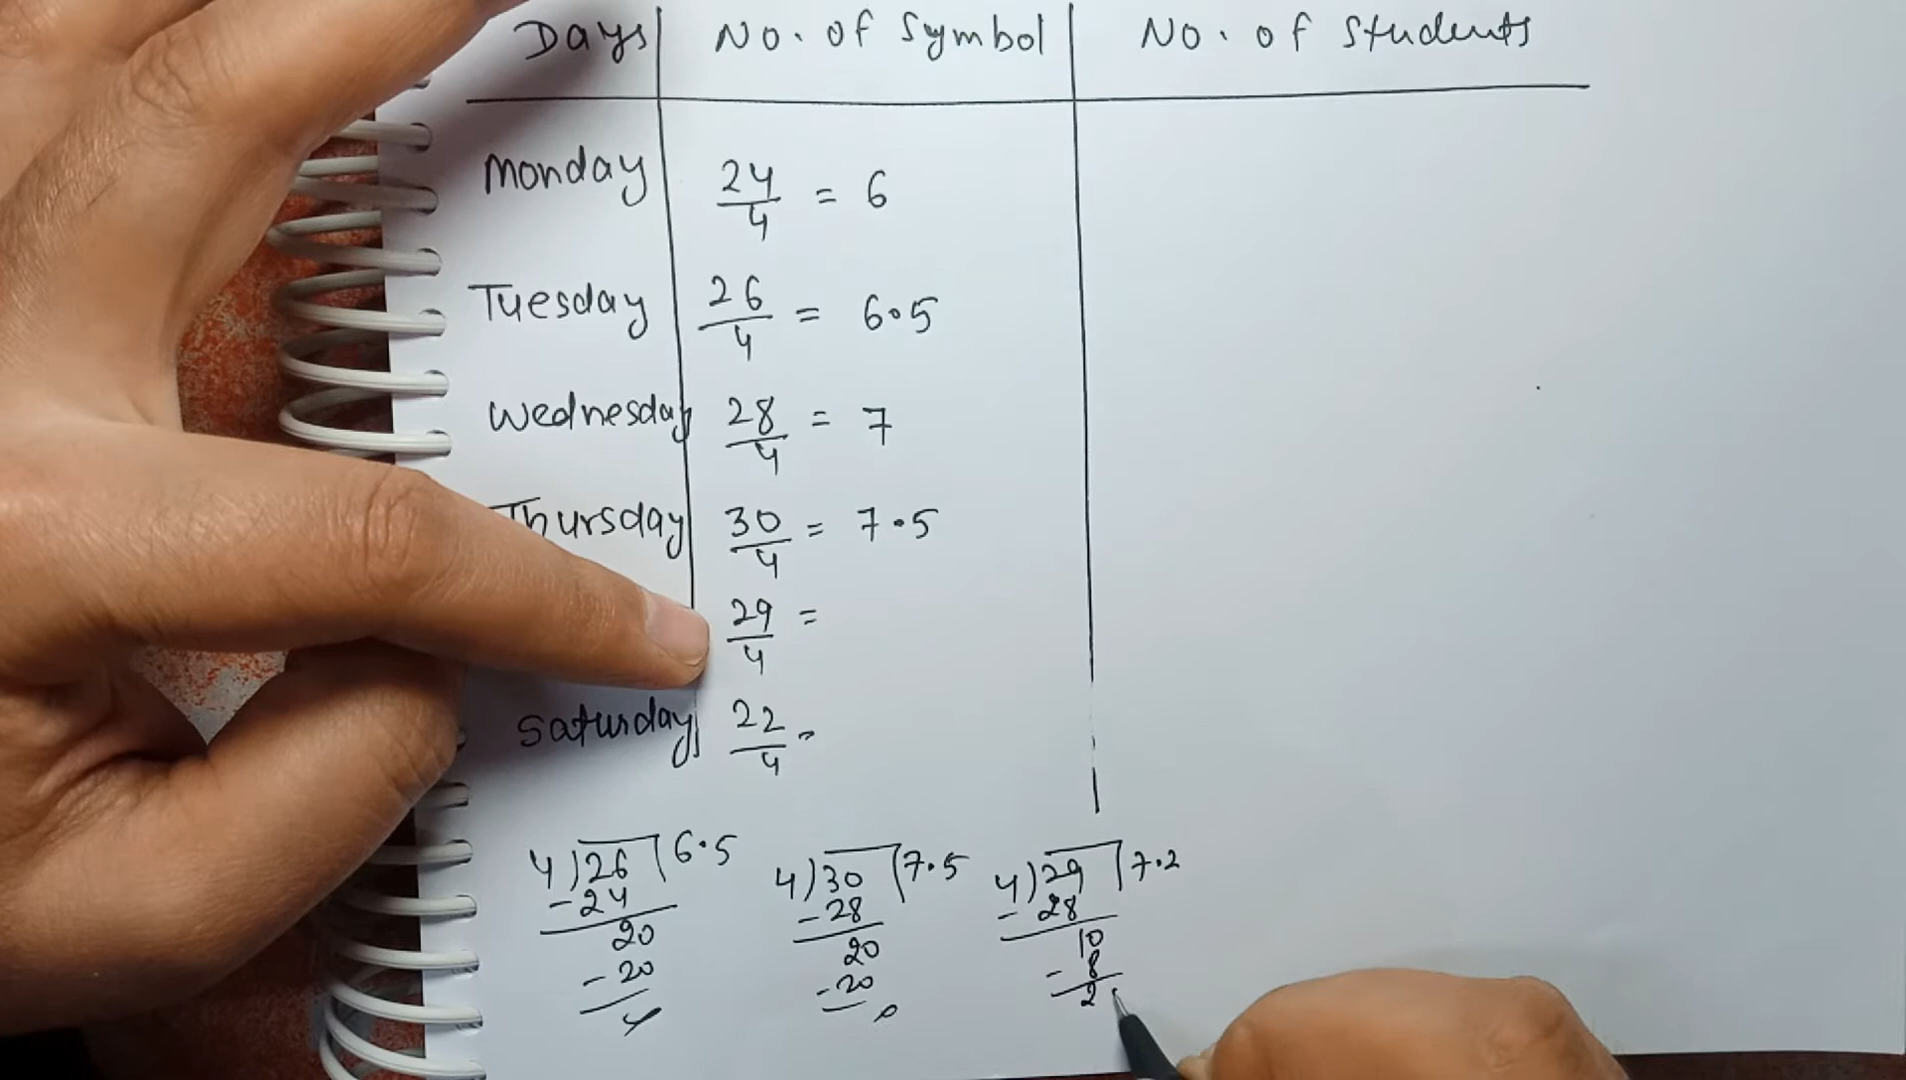 Days No. of Symbol No. of Students
Monday 24/4 = 6
Tuesday 26/4 = 6.5
Wednesday 28/4 = 7
Thursday 30/4 = 7.5
29/4 =
Saturday 22/4 =
4)26(6.5 4)30(7.5 4)29(7.2
-24 -28 -28
20 20 10
-20 -20 -8
0 2